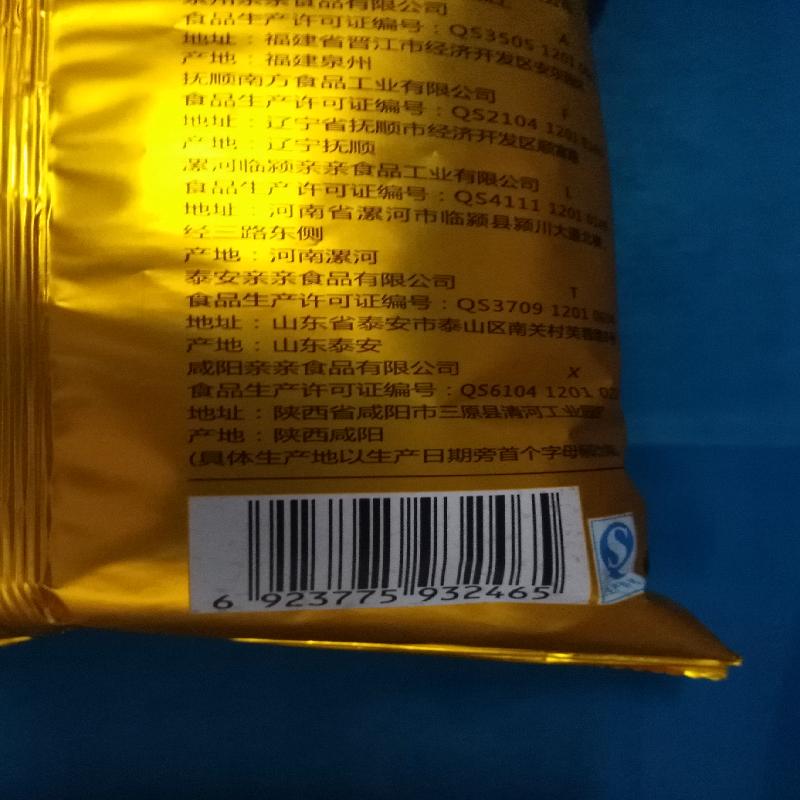 泉州亲亲食品有限公司
食品生产许可证编号：QS3505 1201 A
地址：福建省晋江市经济开发区安东
产地：福建泉州
抚顺南方食品工业有限公司 F
食品生产许可证编号：QS2104 1201
地址：辽宁省抚顺市经济开发区顺
产地：辽宁抚顺
漯河临颍亲亲食品工业有限公司 L
食品生产许可证编号：QS4111 1201
地址：河南省漯河市临颍县颍川大道北
经三路东侧
产地：河南漯河
泰安亲亲食品有限公司 T
食品生产许可证编号：QS3709 1201
地址：山东省泰安市泰山区南关村芙蓉
产地：山东泰安
咸阳亲亲食品有限公司 X
食品生产许可证编号：QS6104 1201
地址：陕西省咸阳市三原县清河工业园
产地：陕西咸阳
(具体生产地以生产日期旁首个字母
6 923775 932465